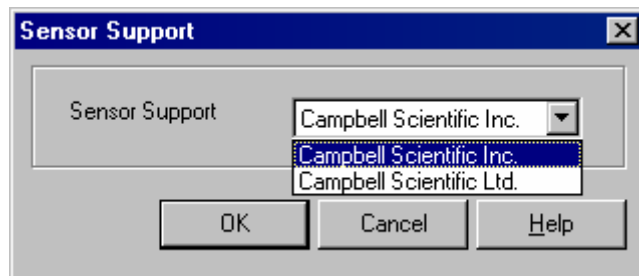 Sensor Support
Sensor Support
Campbell Scientific Inc.
Campbell Scientific Inc.
Campbell Scientific Ltd.
OK
Cancel
Help